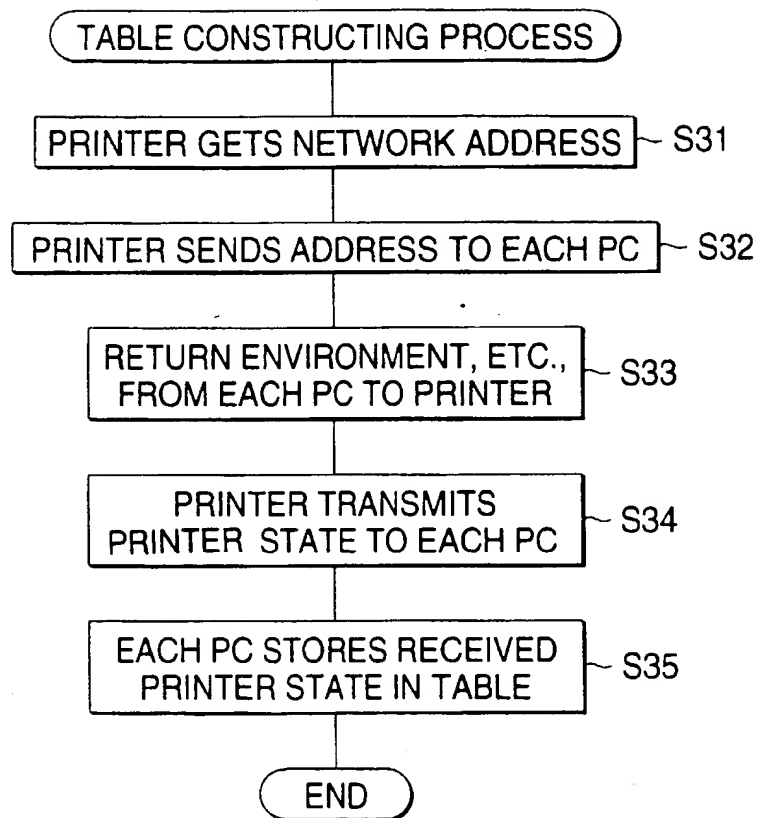 TABLE CONSTRUCTING PROCESS
PRINTER GETS NETWORK ADDRESS
S31
PRINTER SENDS ADDRESS TO EACH PC
S32
RETURN ENVIRONMENT, ETC.,
FROM EACH PC TO PRINTER
S33
PRINTER TRANSMITS
PRINTER STATE TO EACH PC
S34
EACH PC STORES RECEIVED
PRINTER STATE IN TABLE
S35
END